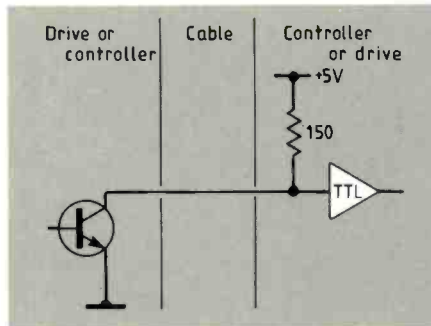 Drive or
controller
Cable
Controller
or drive
+5V
150
TTL